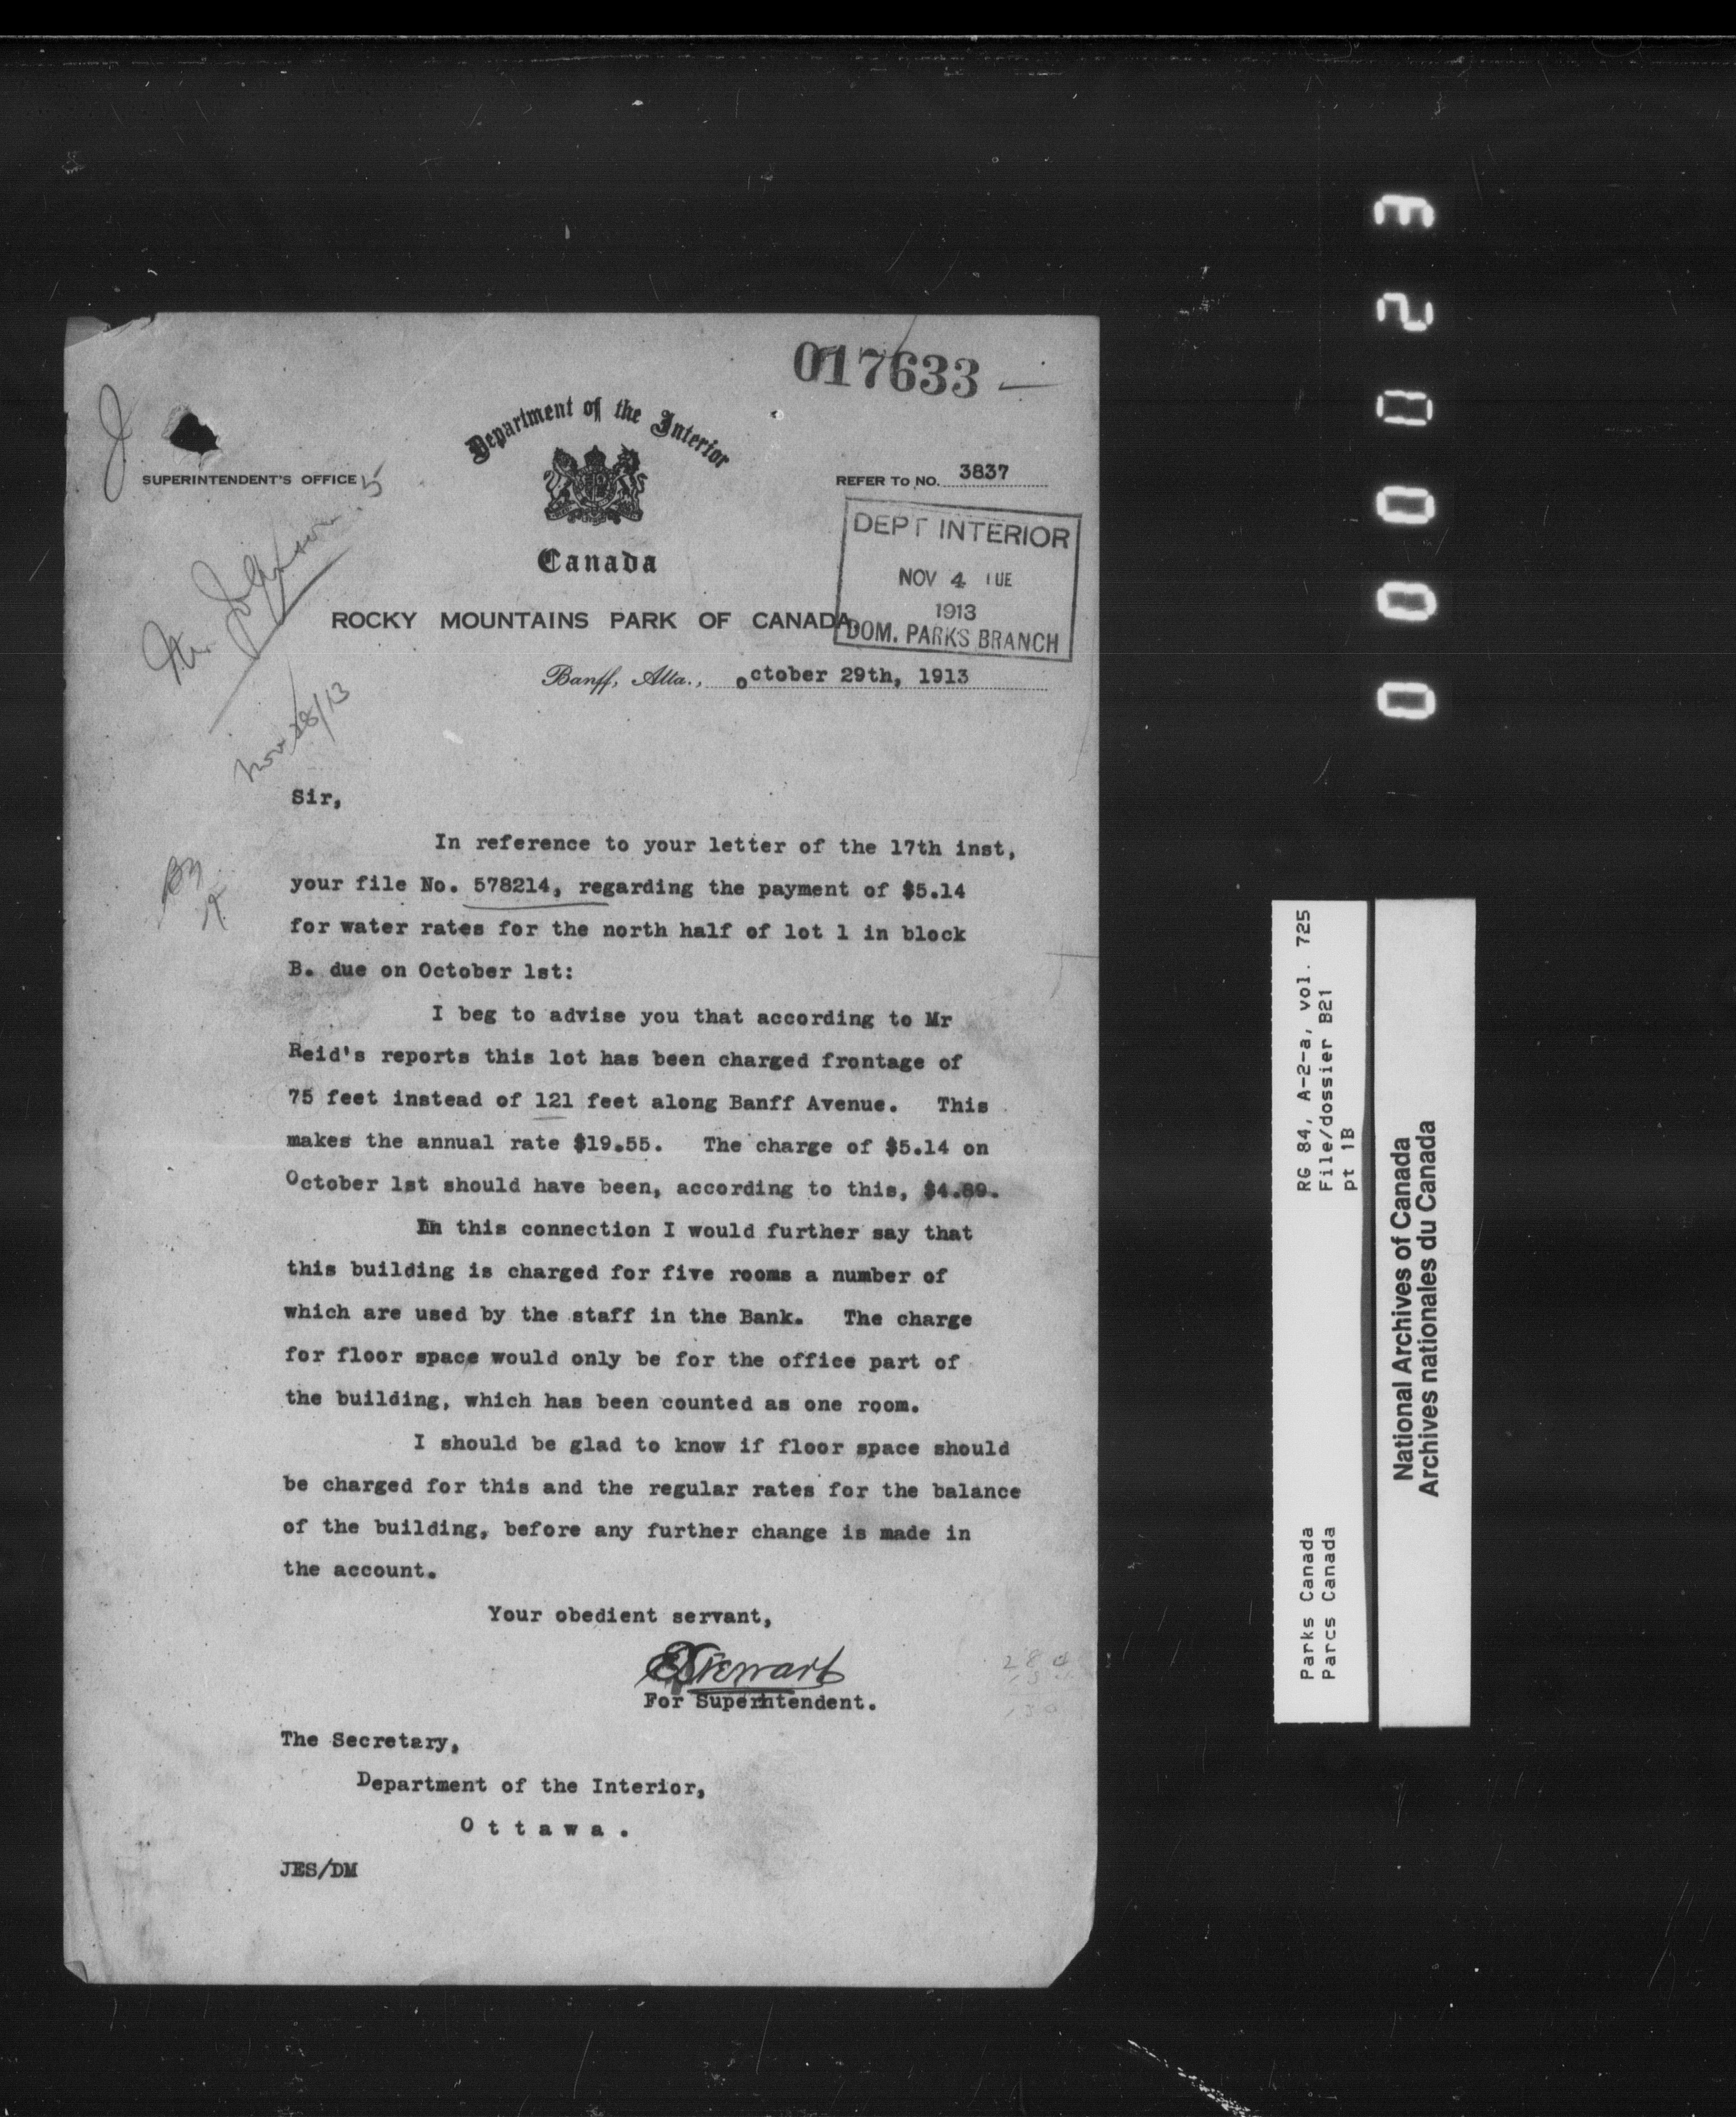 017633
Department of the Interior
SUPERINTENDENT'S OFFICE
REFER TO NO. 3837
Canada
DEPT INTERIOR
NOV 4 TUE
1913
DOM. PARKS BRANCH
ROCKY MOUNTAINS PARK OF CANADA.
Banff, Alta., October 29th, 1913
Mr. Johnson
Nov 28/13
Sir,
In reference to your letter of the 17th inst,
your file No. 578214, regarding the payment of $5.14
for water rates for the north half of lot 1 in block
B. due on October 1st:
I beg to advise you that according to Mr
Reid's reports this lot has been charged frontage of
75 feet instead of 121 feet along Banff Avenue. This
makes the annual rate $19.55. The charge of $5.14 on
October 1st should have been, according to this, $4.89.
In this connection I would further say that
this building is charged for five rooms a number of
which are used by the staff in the Bank. The charge
for floor space would only be for the office part of
the building, which has been counted as one room.
I should be glad to know if floor space should
be charged for this and the regular rates for the balance
of the building, before any further change is made in
the account.
Your obedient servant,
Stewart
For Superintendent.
The Secretary,
Department of the Interior,
Ottawa.
JES/DM
000023
RG 84, A-2-a, vol. 725
File/dossier B21
pt 1B
Parks Canada
Parcs Canada
National Archives of Canada
Archives nationales du Canada